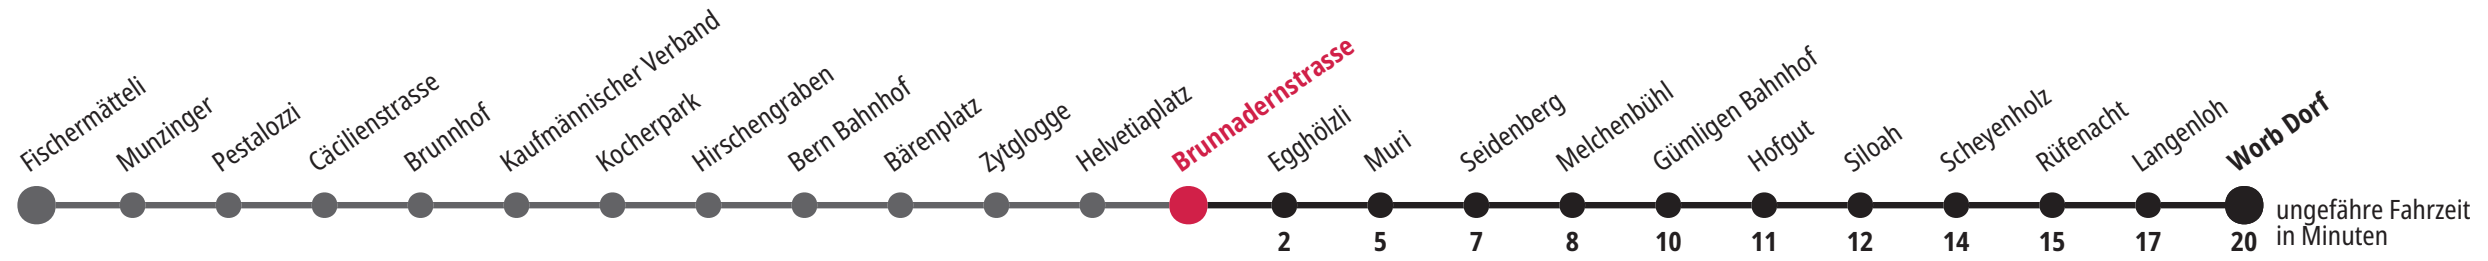 Fischermätteli
Munzinger
Pestalozzi
Cäcilienstrasse
Brunnhof
Kaufmännischer Verband
Kocherpark
Hirschengraben
Bern Bahnhof
Bärenplatz
Zytglogge
Helvetiaplatz
Brunnadernstrasse
Egghölzli
Muri
Seidenberg
Melchenbühl
Gümligen Bahnhof
Hofgut
Siloah
Scheyenholz
Rüfenacht
Langenloh
Worb Dorf
2 5 7 8 10 11 12 14 15 17 20
ungefähre Fahrzeit
in Minuten